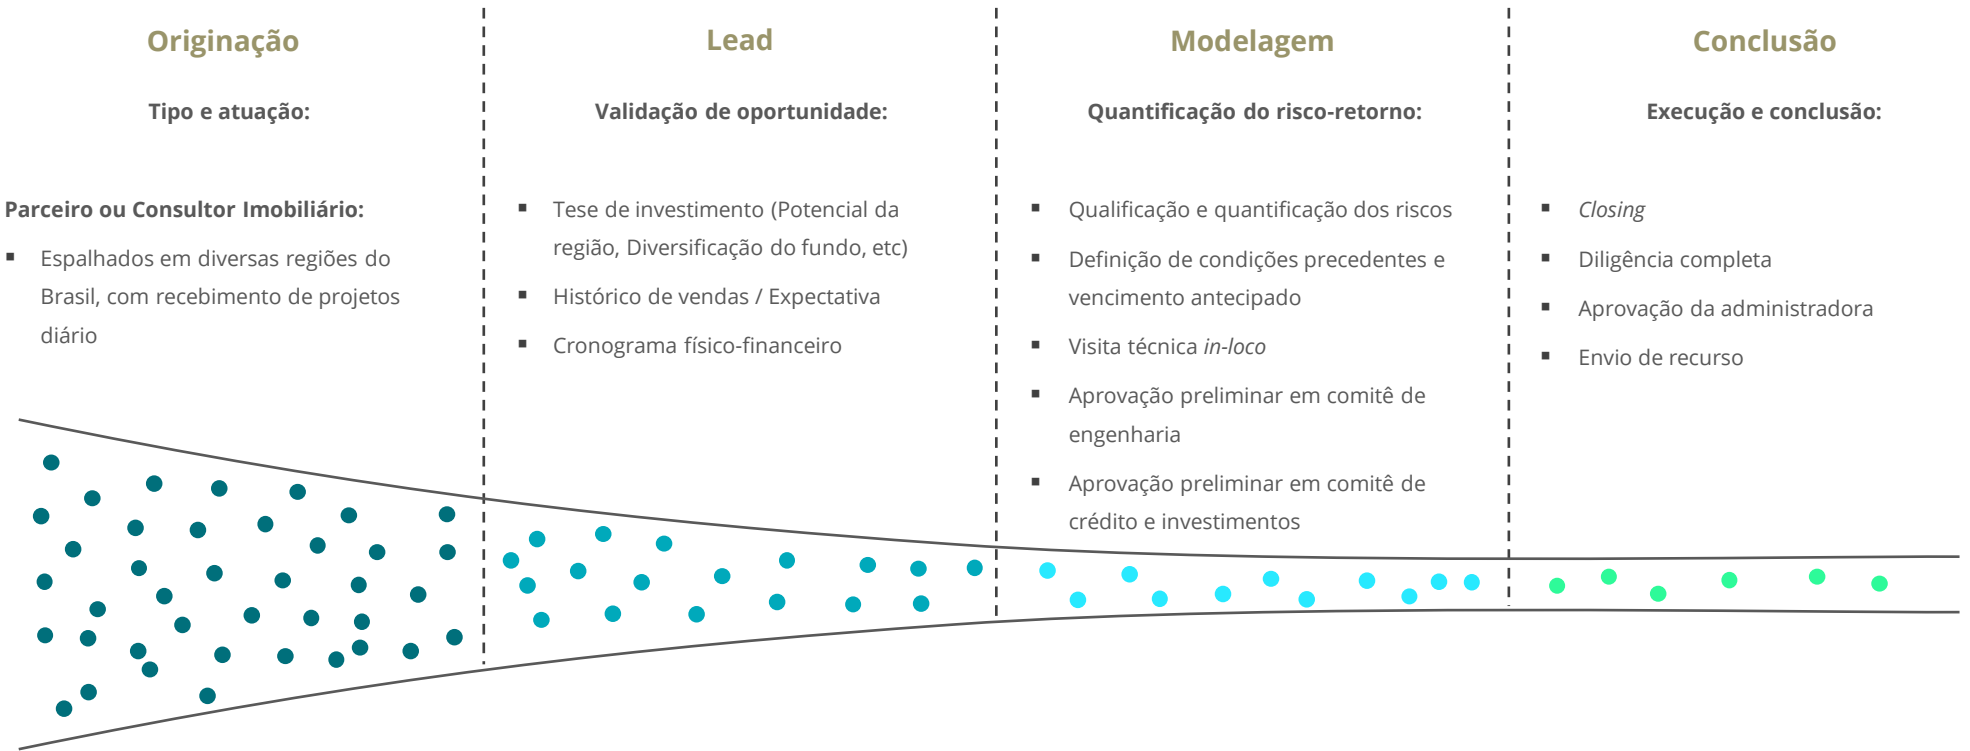 Originação
Tipo e atuação:
Parceiro ou Consultor Imobiliário:
▪ Espalhados em diversas regiões do
Brasil, com recebimento de projetos
diário
Lead
Validação de oportunidade:
▪ Tese de investimento (Potencial da
região, Diversificação do fundo, etc)
▪ Histórico de vendas / Expectativa
▪ Cronograma físico-financeiro
Modelagem
Quantificação do risco-retorno:
▪ Qualificação e quantificação dos riscos
▪ Definição de condições precedentes e
vencimento antecipado
▪ Visita técnica in-loco
▪ Aprovação preliminar em comitê de
engenharia
▪ Aprovação preliminar em comitê de
crédito e investimentos
Conclusão
Execução e conclusão:
▪ Closing
▪ Diligência completa
▪ Aprovação da administradora
▪ Envio de recurso